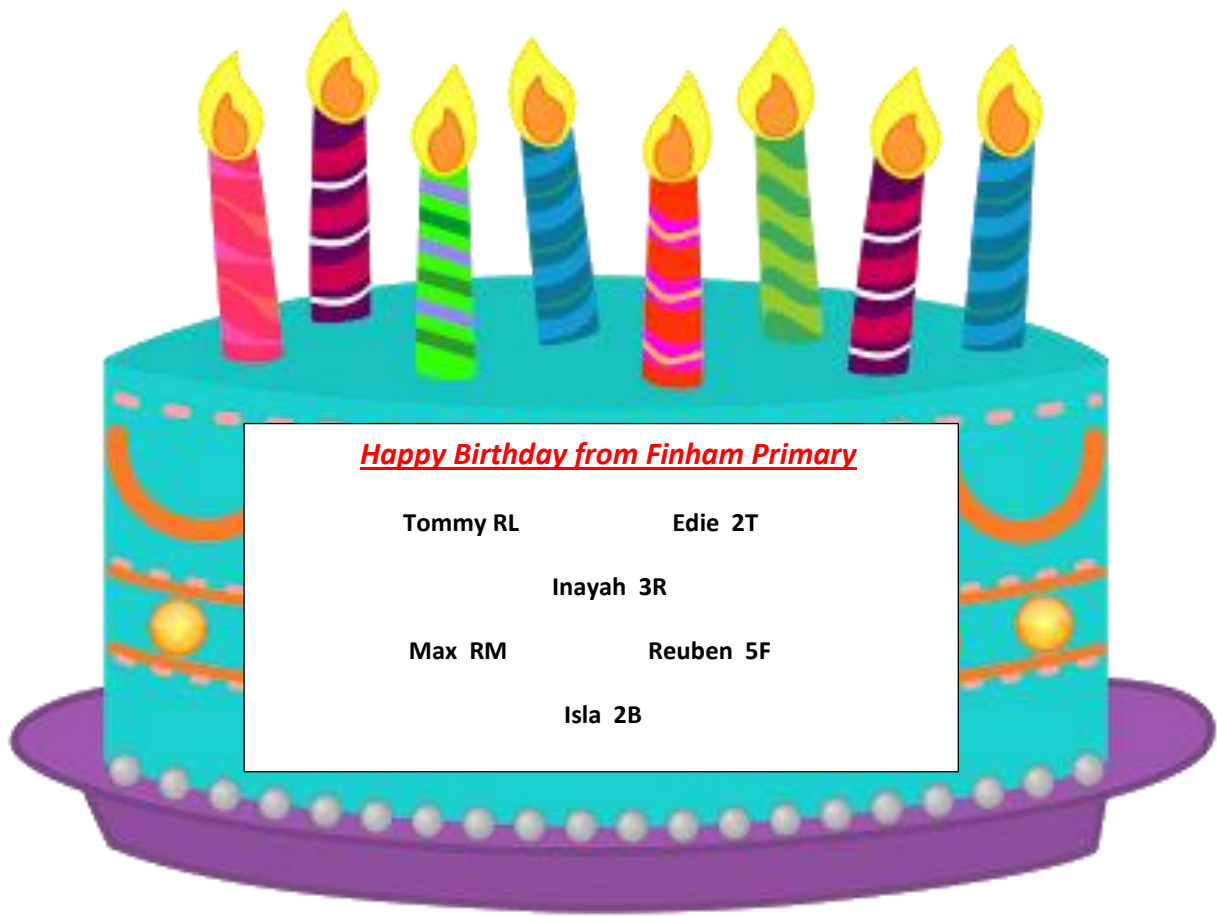 Happy Birthday from Finham Primary
Tommy RL Edie 2T
Inayah 3R
Max RM Reuben 5F
Isla 2B